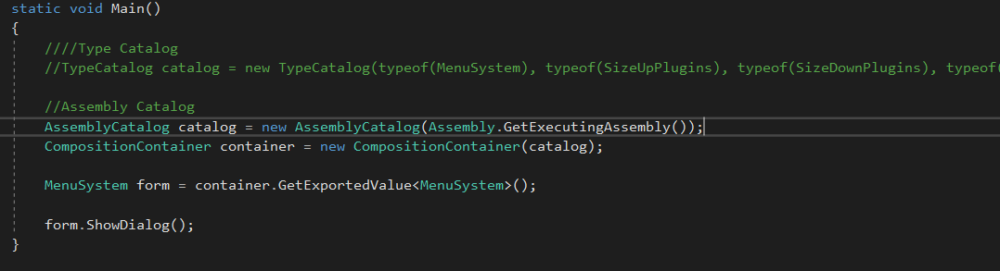 static void Main()
{
////Type Catalog
//TypeCatalog catalog = new TypeCatalog(typeof(MenuSystem), typeof(SizeUpPlugins), typeof(SizeDownPlugins), typeof(
//Assembly Catalog
AssemblyCatalog catalog = new AssemblyCatalog(Assembly.GetExecutingAssembly());
CompositionContainer container = new CompositionContainer(catalog);
MenuSystem form = container.GetExportedValue<MenuSystem>();
form.ShowDialog();
}